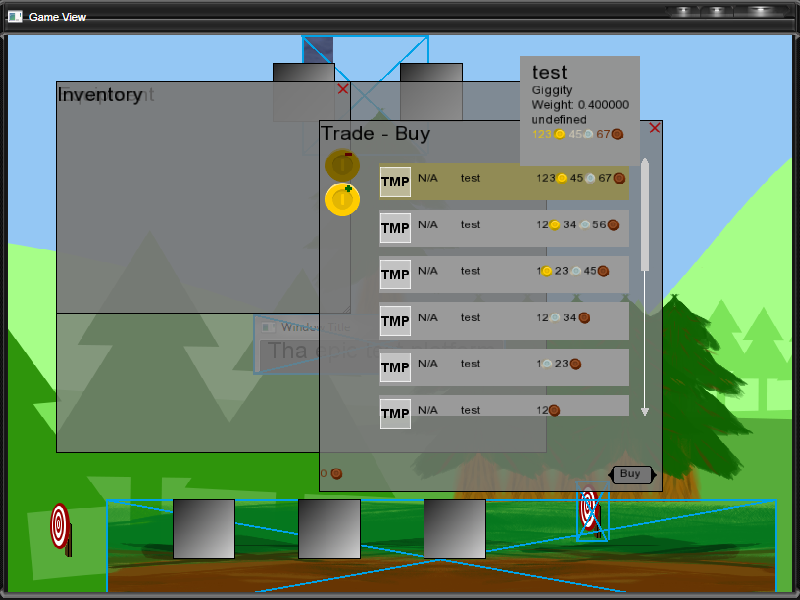 Game View
test
Giggity
Weight: 0.400000
undefined
123 45 67
Inventory
Equipment
Trade - Buy
TMP N/A test 123 45 67
TMP N/A test 12 34 56
TMP N/A test 1 23 45
TMP N/A test 12 34
TMP N/A test 1 23
TMP N/A test 12
Window Title
Tha epic
0
Buy